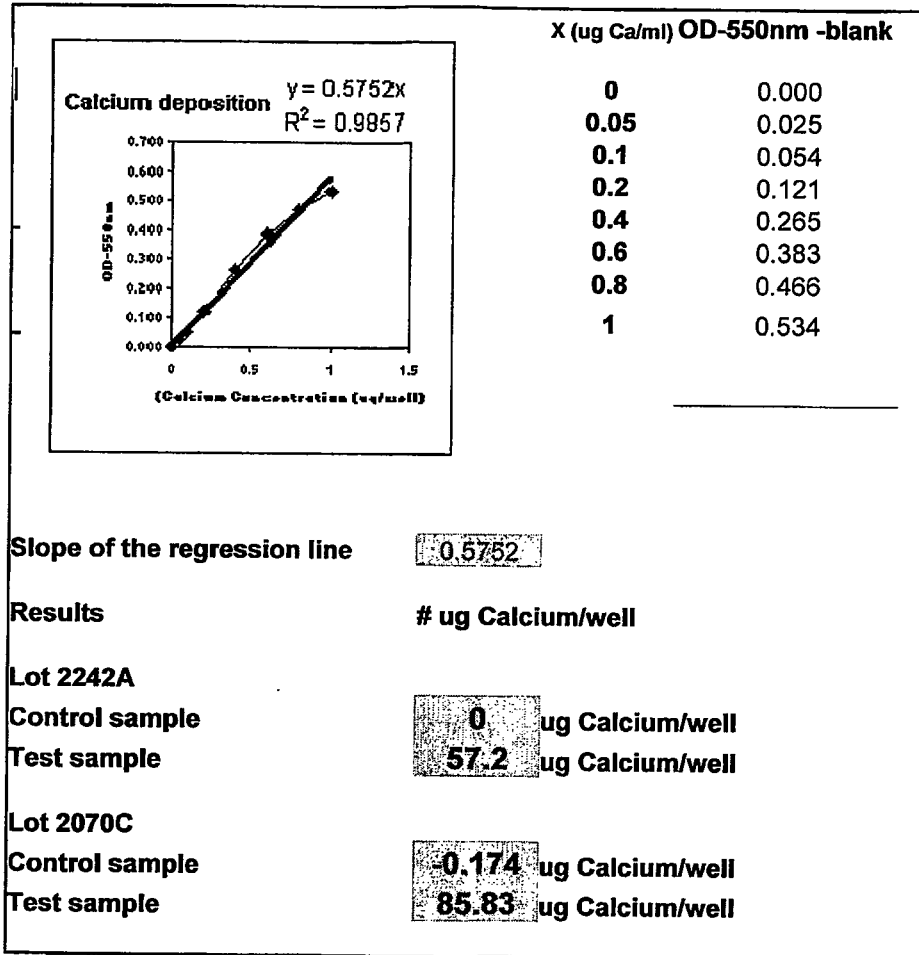 X (ug Ca/ml) OD-550nm -blank
0 0.000
0.05 0.025
0.1 0.054
0.2 0.121
0.4 0.265
0.6 0.383
0.8 0.466
1 0.534
Calcium deposition
y = 0.5752x
R² = 0.9857
0.700
0.600
0.500
0.400
0.300
0.200
0.100
0.000
OD-550nm
0 0.5 1 1.5
(Calcium Concentration (ug/well)
Slope of the regression line 0.5752
Results # ug Calcium/well
Lot 2242A
Control sample 0 ug Calcium/well
Test sample 57.2 ug Calcium/well
Lot 2070C
Control sample -0.174 ug Calcium/well
Test sample 85.83 ug Calcium/well